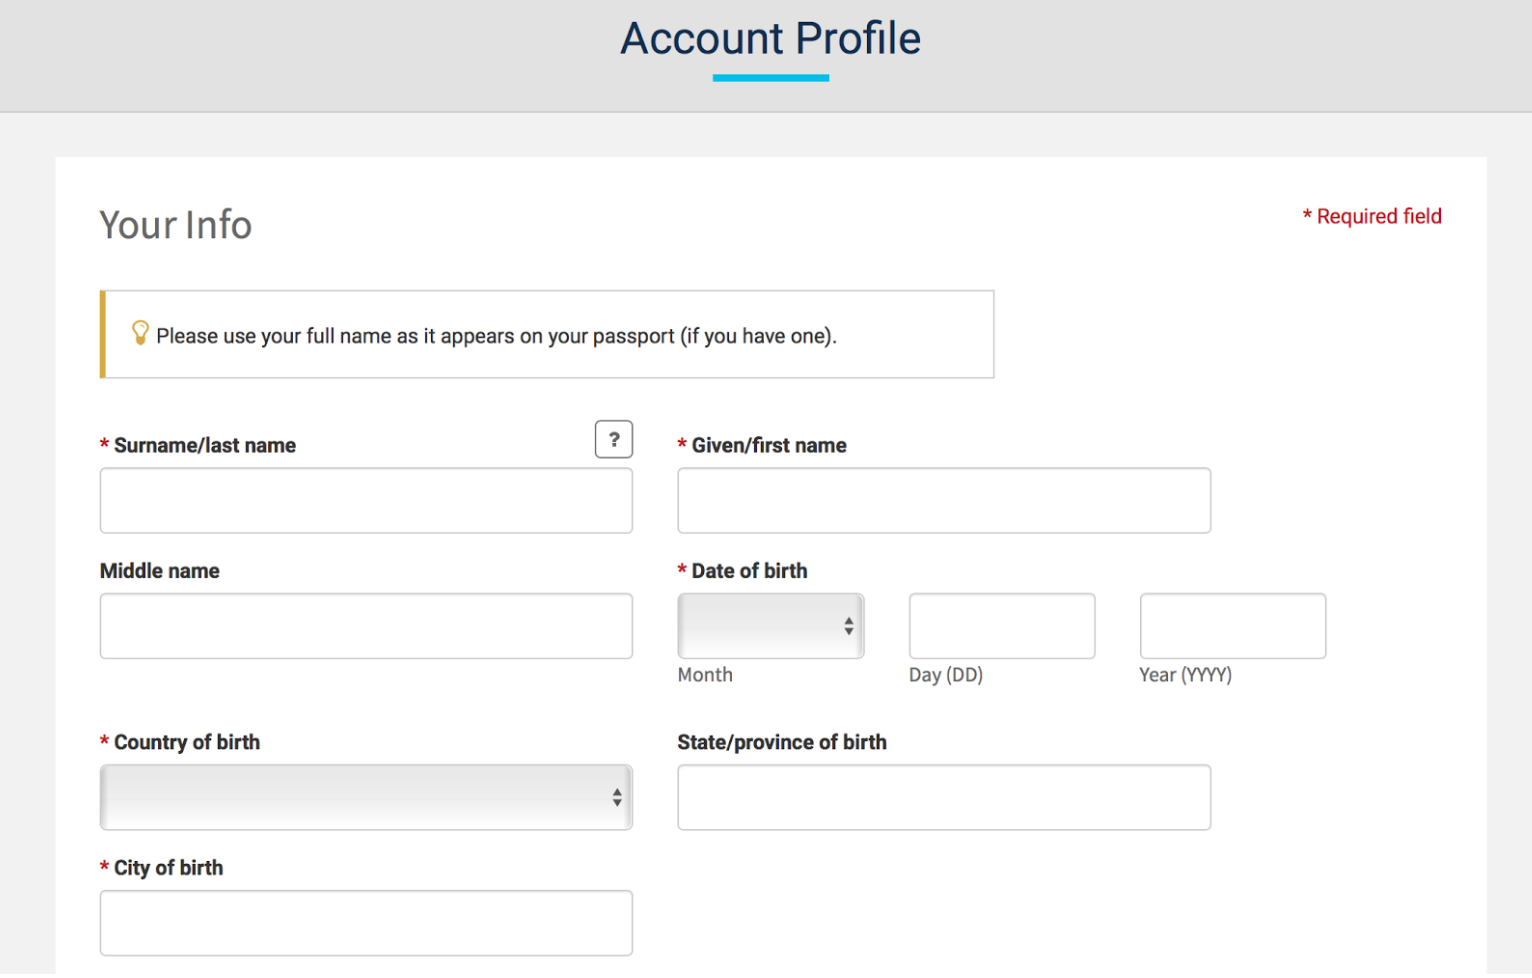 Account Profile
Your Info
* Required field
Please use your full name as it appears on your passport (if you have one).
* Surname/last name
?
* Given/first name
Middle name
* Date of birth
Month
Day (DD)
Year (YYYY)
* Country of birth
State/province of birth
* City of birth